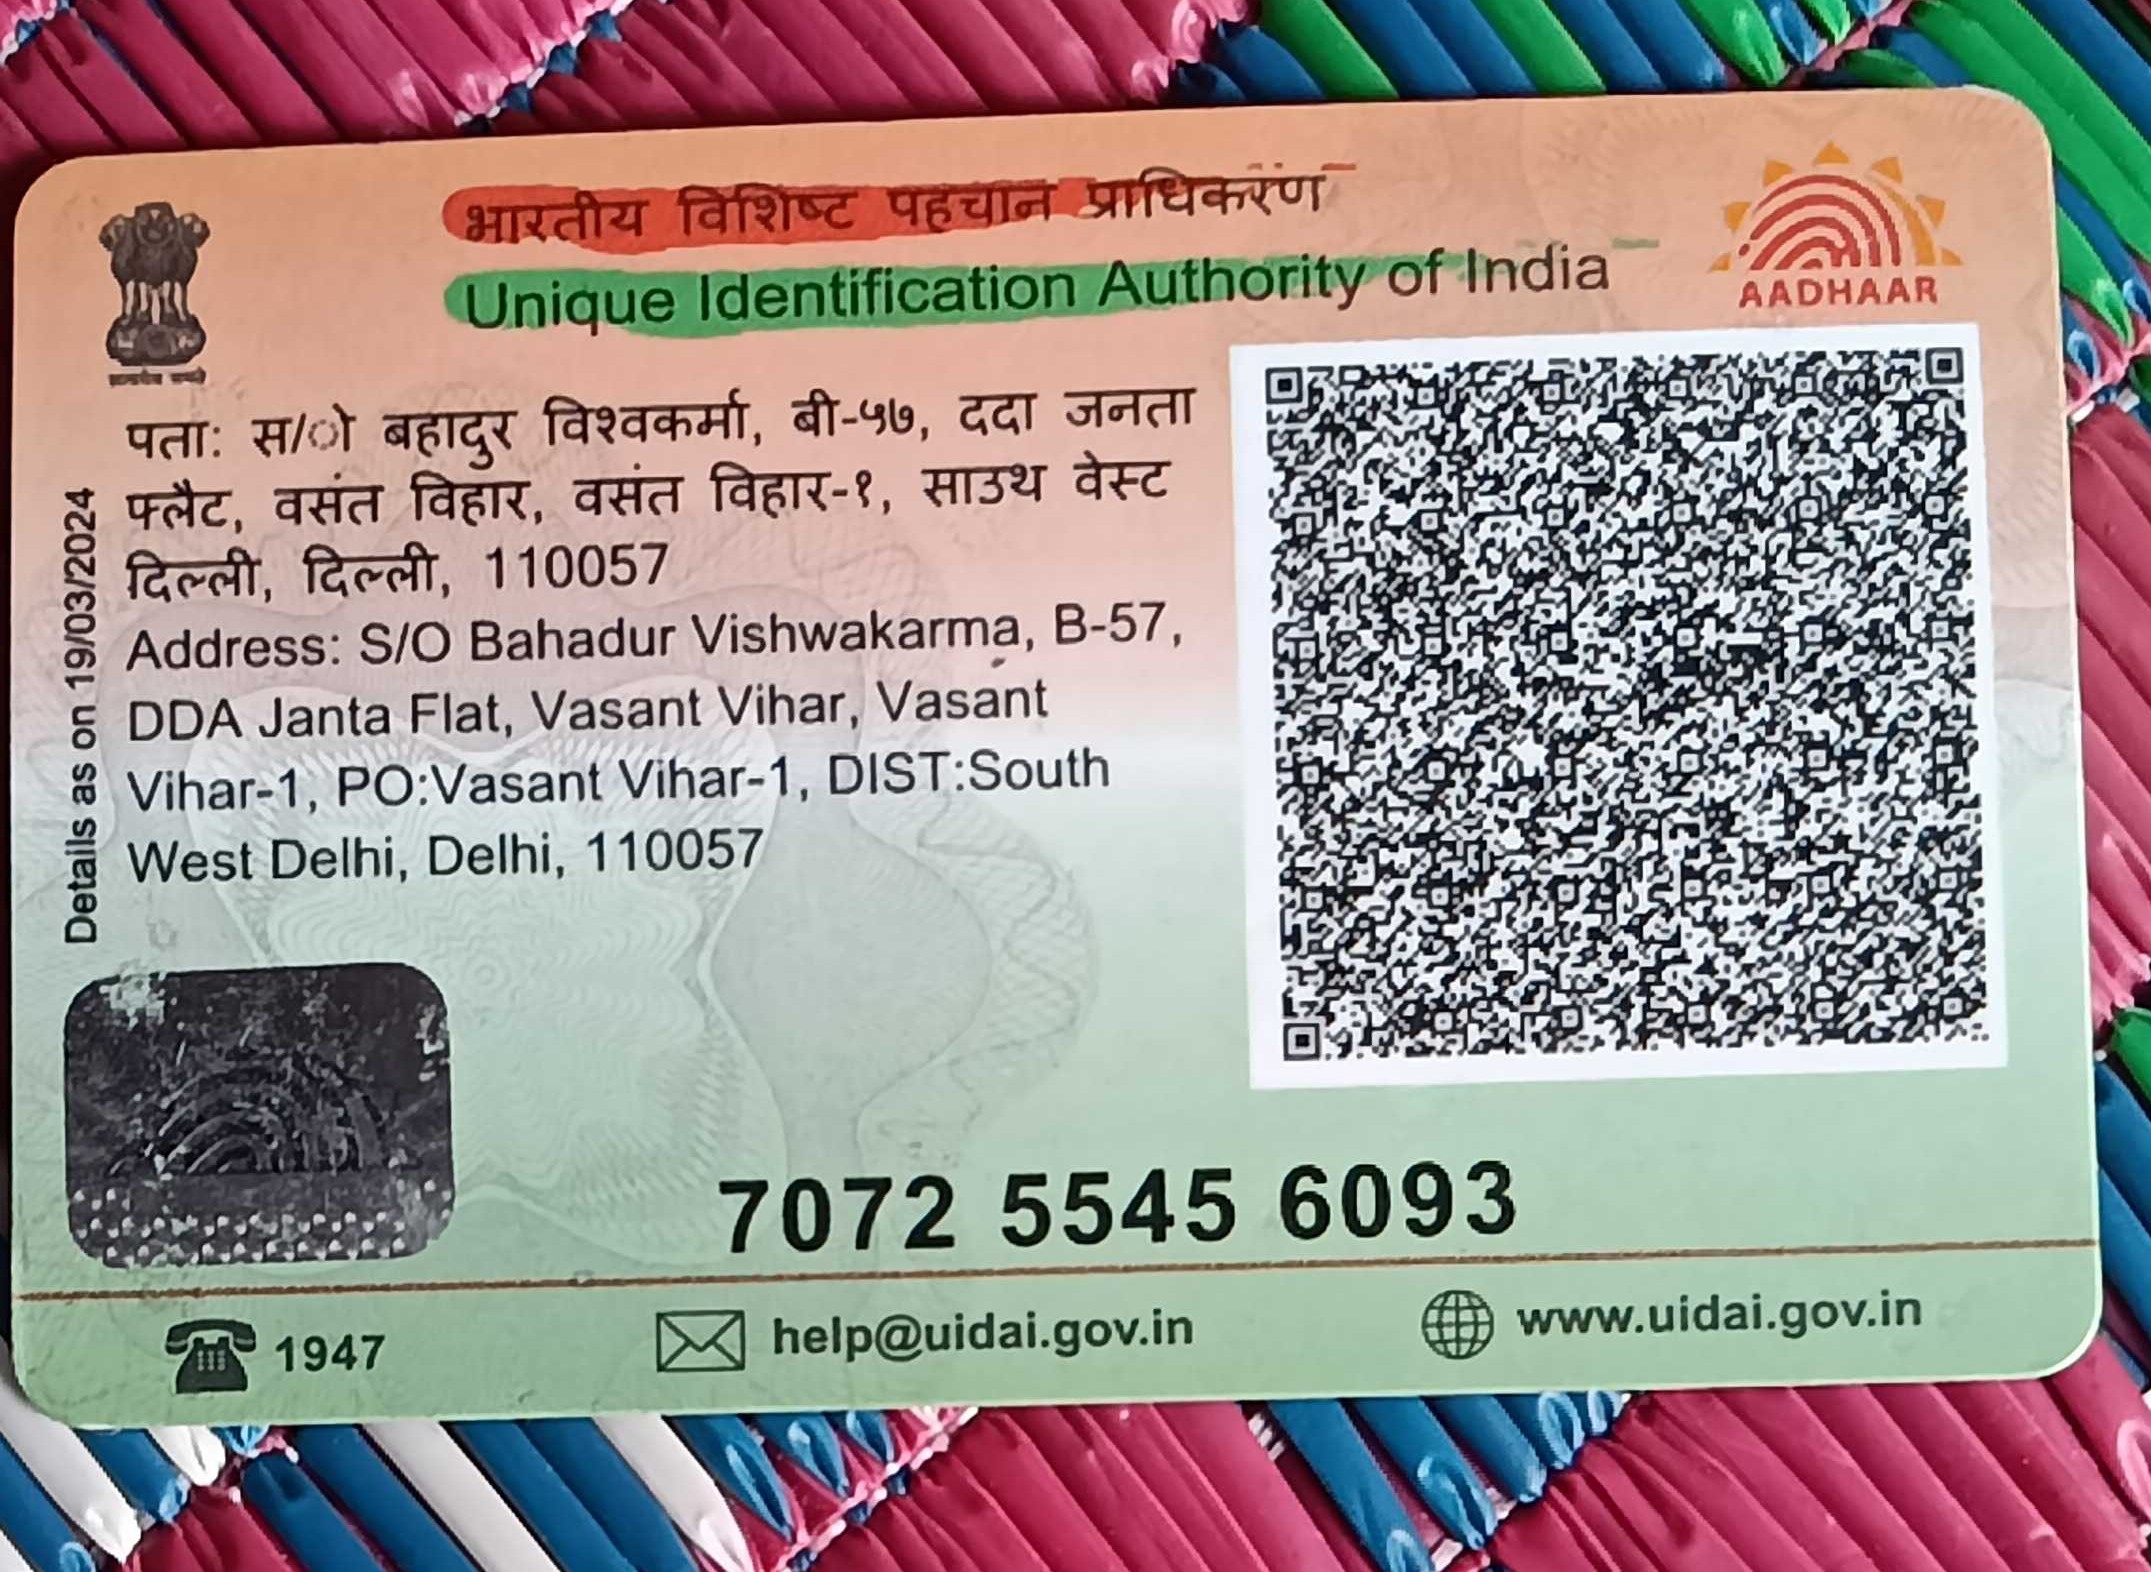 भारतीय विशिष्ट पहचान प्राधिकरण
Unique Identification Authority of India
AADHAAR
पता: स/ो बहादुर विश्वकर्मा, बी-५७, ददा जनता
फ्लैट, वसंत विहार, वसंत विहार-१, साउथ वेस्ट
दिल्ली, दिल्ली, 110057
Address: S/O Bahadur Vishwakarma, B-57,
DDA Janta Flat, Vasant Vihar, Vasant
Vihar-1, PO:Vasant Vihar-1, DIST:South
West Delhi, Delhi, 110057
Details as on 19/03/2024
7072 5545 6093
1947
help@uidai.gov.in
www.uidai.gov.in